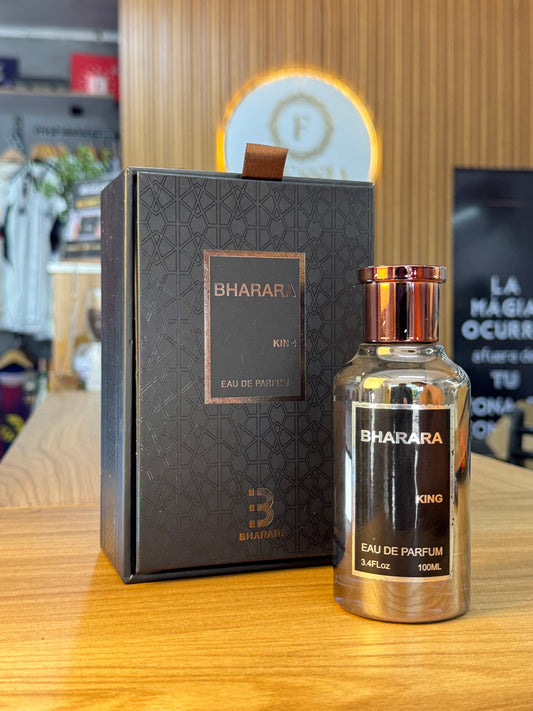 F
BHARARA
KING
EAU DE PARFUM
BHARARA
BHARARA
KING
EAU DE PARFUM
3.4FLoz 100ML
LA
MAGIA
OCURRE
afuera de
TU